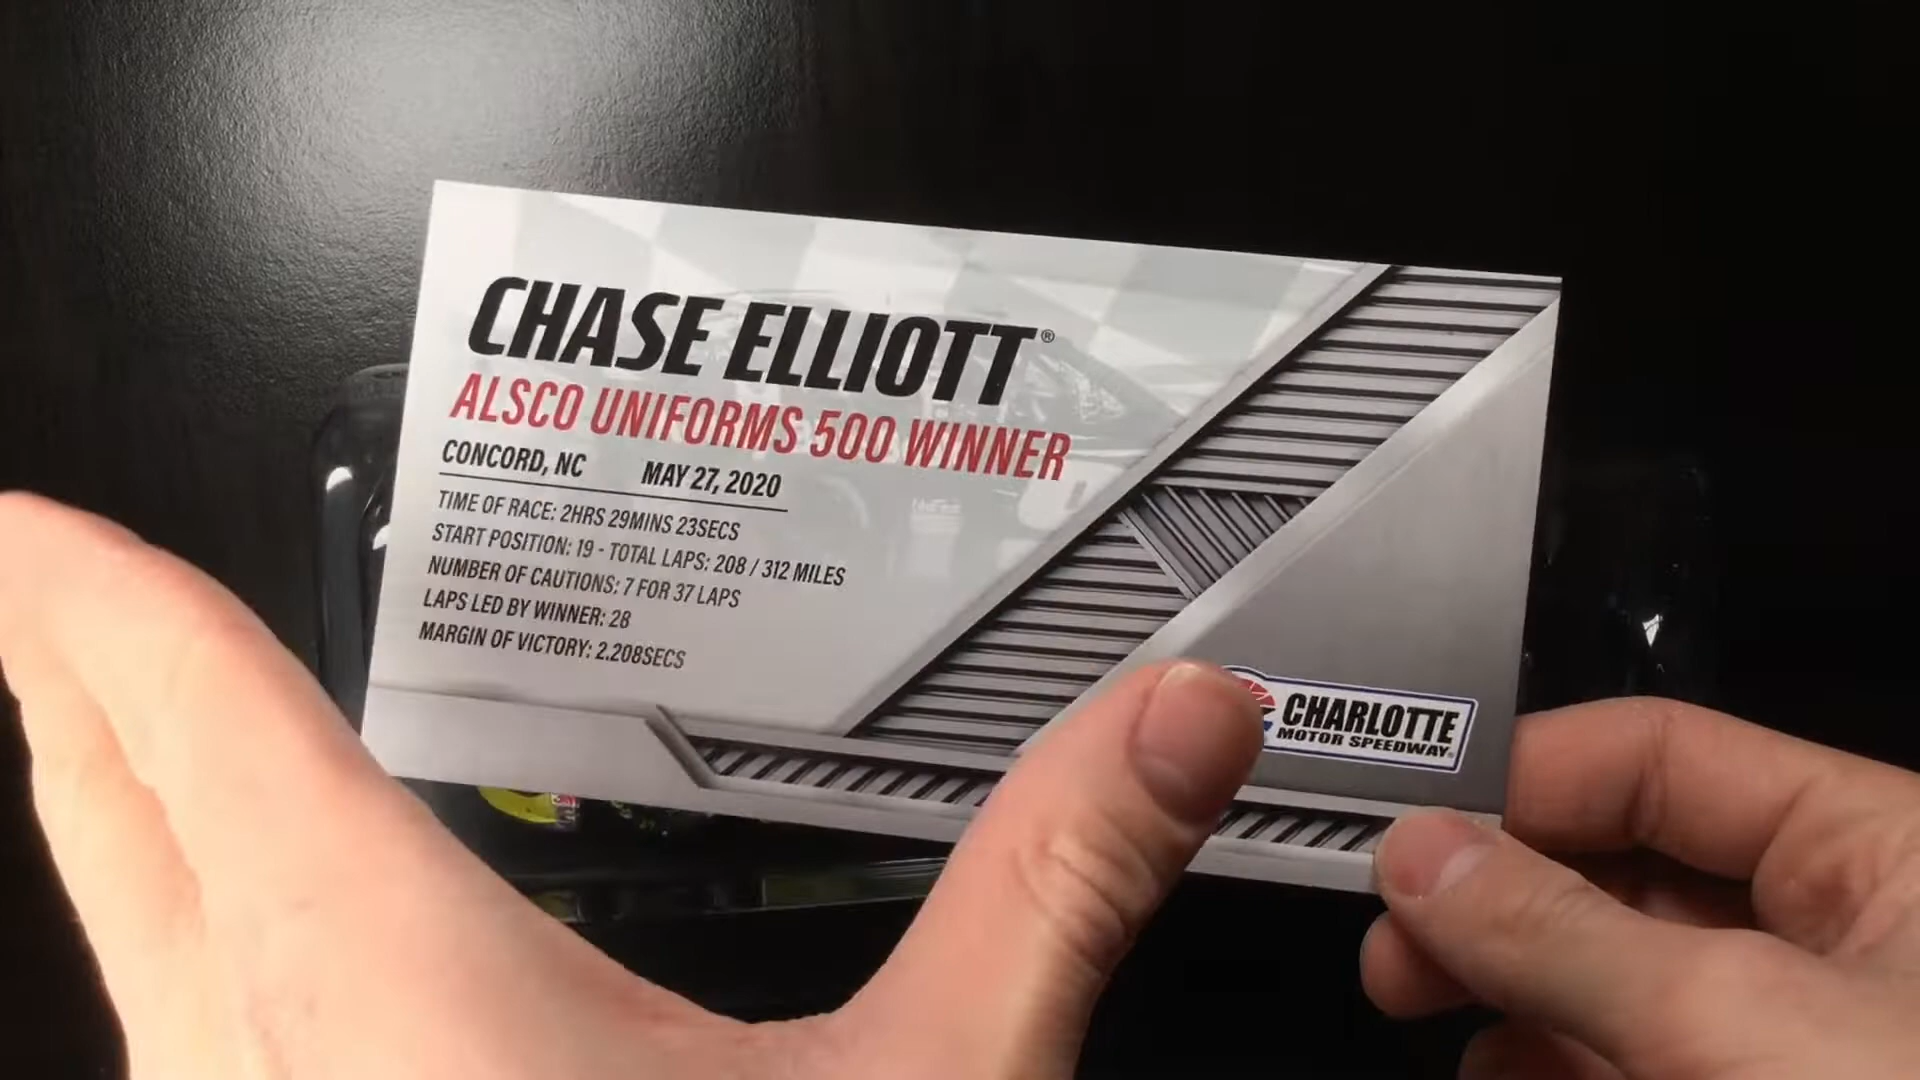 CHASE ELLIOTT®
ALSCO UNIFORMS 500 WINNER
CONCORD, NC MAY 27, 2020
TIME OF RACE: 2HRS 29MINS 23SECS
START POSITION: 19 - TOTAL LAPS: 208 / 312 MILES
NUMBER OF CAUTIONS: 7 FOR 37 LAPS
LAPS LED BY WINNER: 28
MARGIN OF VICTORY: 2.208SECS
CHARLOTTE
MOTOR SPEEDWAY